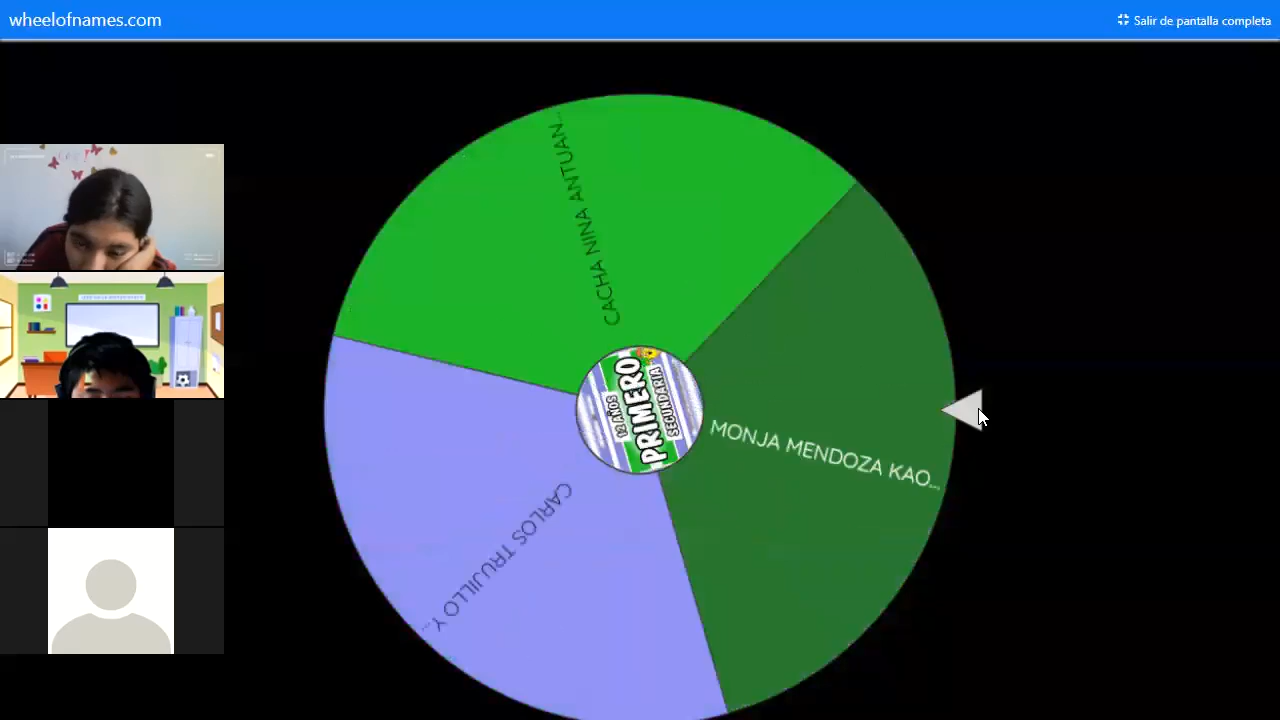 wheelofnames.com
Salir de pantalla completa
CACHA NINA ANTUAN...
MONJA MENDOZA KAO...
CARLOS TRUJILLO Y...
12 AÑOS
PRIMERO
SECUNDARIA